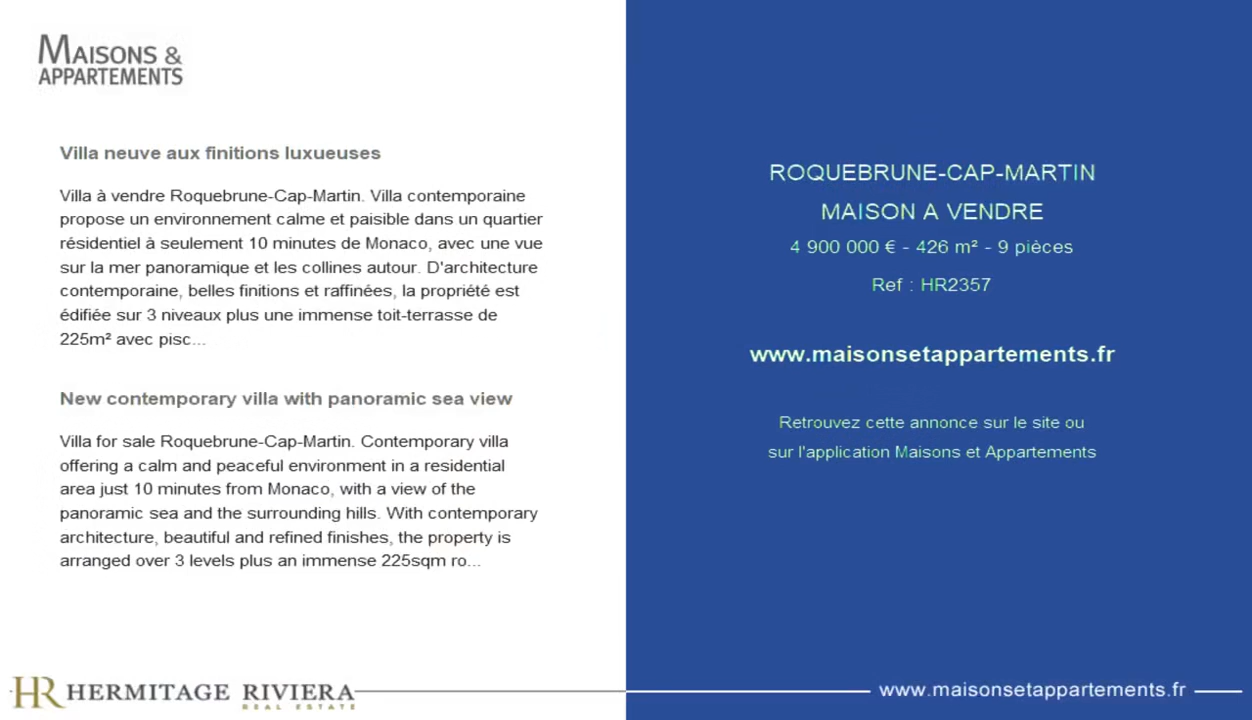 MAISONS &
APPARTEMENTS
Villa neuve aux finitions luxueuses
Villa à vendre Roquebrune-Cap-Martin. Villa contemporaine
propose un environnement calme et paisible dans un quartier
résidentiel à seulement 10 minutes de Monaco, avec une vue
sur la mer panoramique et les collines autour. D'architecture
contemporaine, belles finitions et raffinées, la propriété est
édifiée sur 3 niveaux plus une immense toit-terrasse de
225m² avec pisc...
New contemporary villa with panoramic sea view
Villa for sale Roquebrune-Cap-Martin. Contemporary villa
offering a calm and peaceful environment in a residential
area just 10 minutes from Monaco, with a view of the
panoramic sea and the surrounding hills. With contemporary
architecture, beautiful and refined finishes, the property is
arranged over 3 levels plus an immense 225sqm ro...
HR HERMITAGE RIVIERA
REAL ESTATE
ROQUEBRUNE-CAP-MARTIN
MAISON A VENDRE
4 900 000 € - 426 m² - 9 pièces
Ref : HR2357
www.maisonsetappartements.fr
Retrouvez cette annonce sur le site ou
sur l'application Maisons et Appartements
www.maisonsetappartements.fr